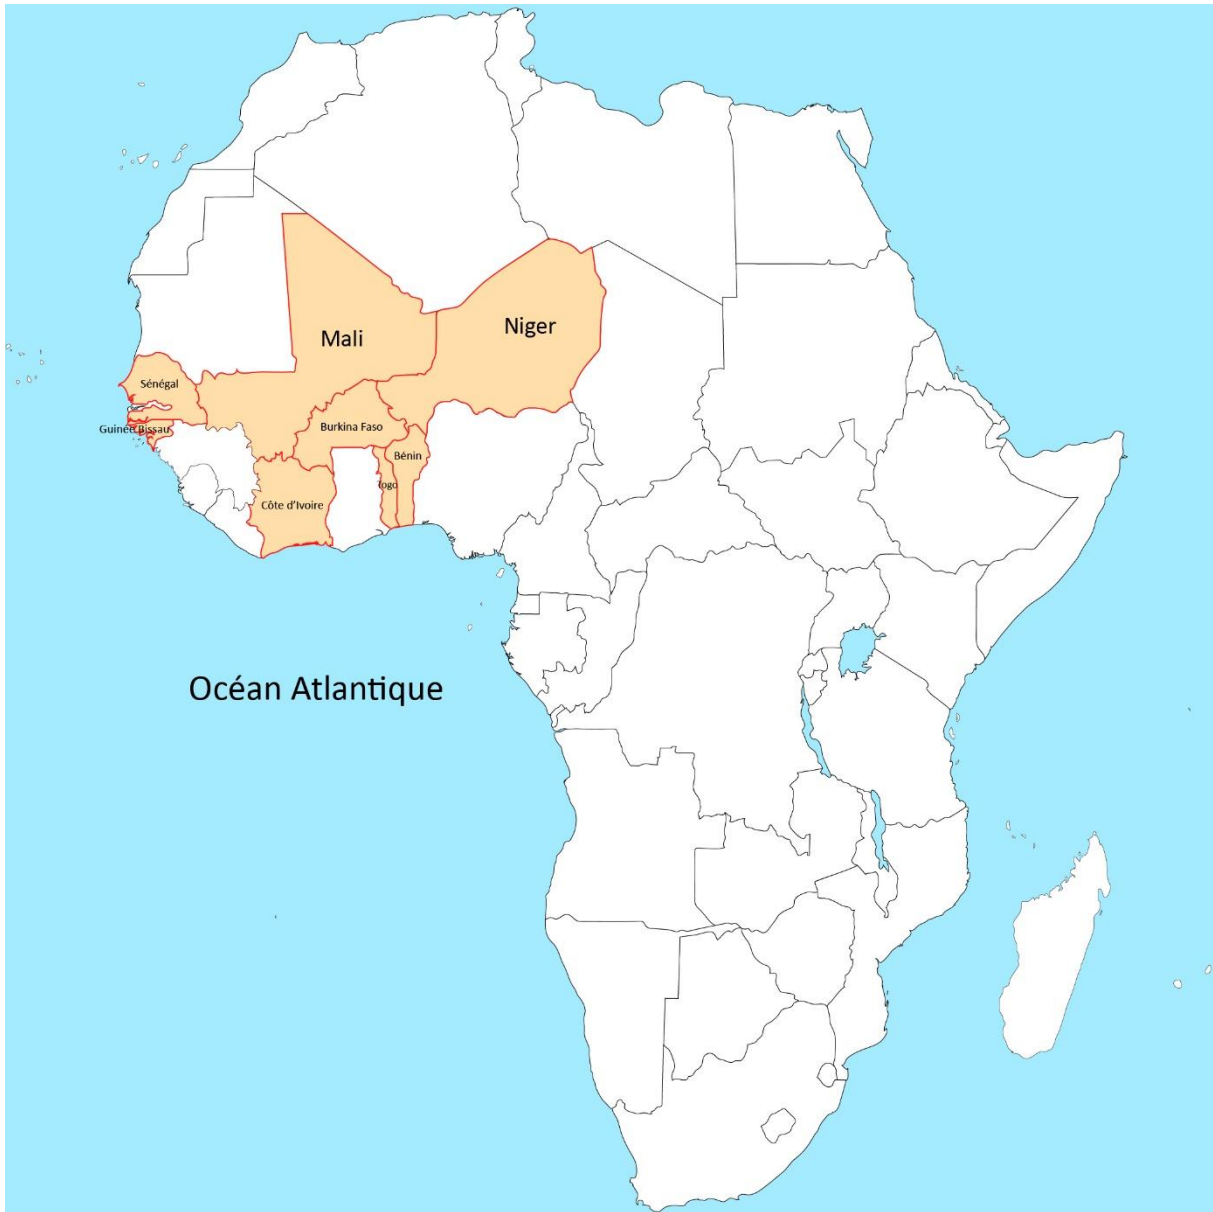 Niger
Mali
Sénégal
Burkina Faso
Guinée Bissau
Bénin
Togo
Côte d'Ivoire
Océan Atlantique